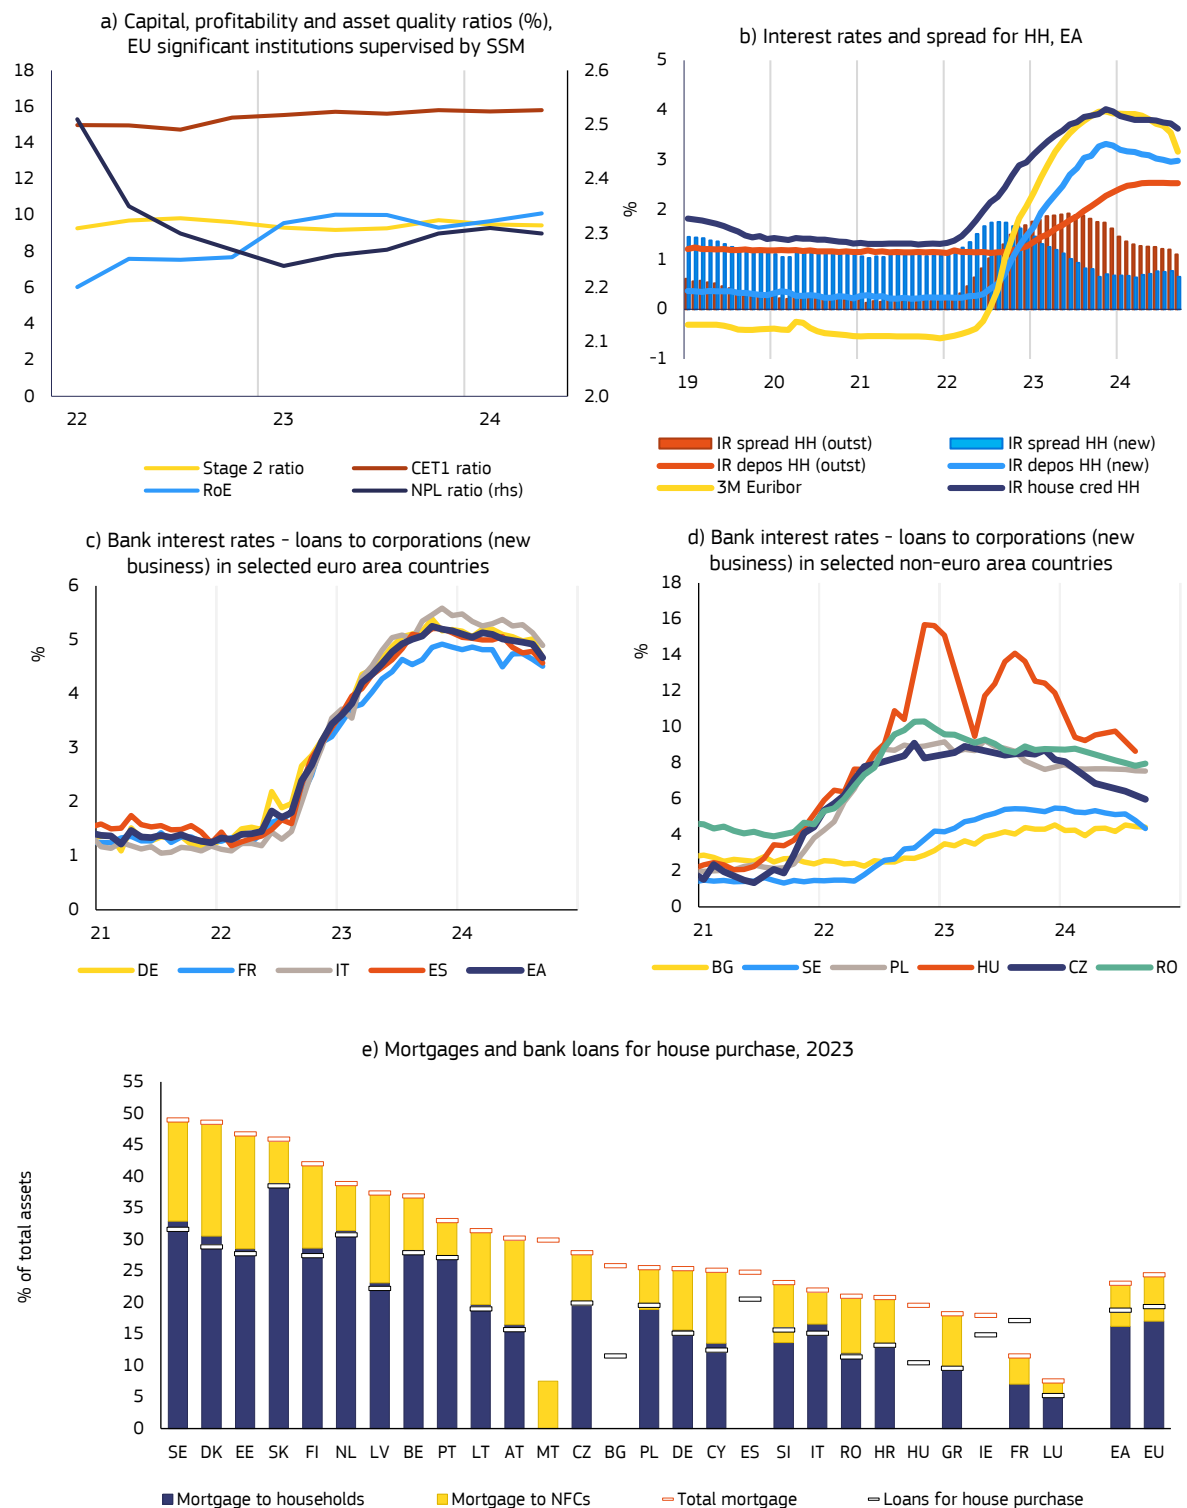 a) Capital, profitability and asset quality ratios (%),
EU significant institutions supervised by SSM
18
16
14
12
10
8
6
4
2
0
2.6
2.5
2.4
2.3
2.2
2.1
2.0
22 23 24
Stage 2 ratio CET1 ratio
RoE NPL ratio (rhs)
b) Interest rates and spread for HH, EA
%
5
4
3
2
1
0
-1
19 20 21 22 23 24
IR spread HH (outst) IR spread HH (new)
IR depos HH (outst) IR depos HH (new)
3M Euribor IR house cred HH
c) Bank interest rates - loans to corporations (new
business) in selected euro area countries
%
6
5
4
3
2
1
0
21 22 23 24
DE FR IT ES EA
d) Bank interest rates - loans to corporations (new
business) in selected non-euro area countries
%
18
16
14
12
10
8
6
4
2
0
21 22 23 24
BG SE PL HU CZ RO
e) Mortgages and bank loans for house purchase, 2023
% of total assets
55
50
45
40
35
30
25
20
15
10
5
0
SE DK EE SK FI NL LV BE PT LT AT MT CZ BG PL DE CY ES SI IT RO HR HU GR IE FR LU EA EU
Mortgage to households Mortgage to NFCs Total mortgage Loans for house purchase